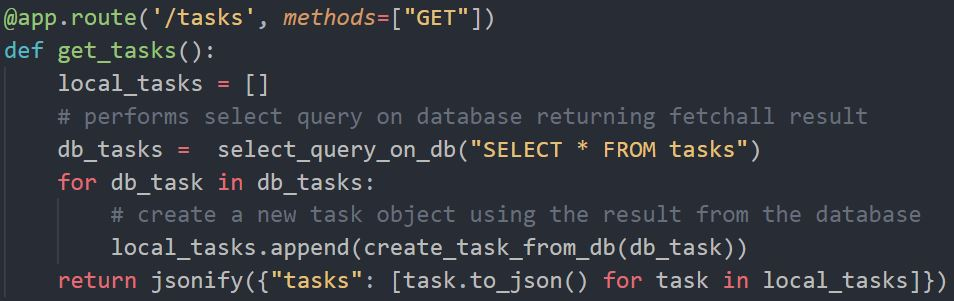 @app.route('/tasks', methods=["GET"])
def get_tasks():
    local_tasks = []
    # performs select query on database returning fetchall result
    db_tasks =  select_query_on_db("SELECT * FROM tasks")
    for db_task in db_tasks:
        # create a new task object using the result from the database
        local_tasks.append(create_task_from_db(db_task))
    return jsonify({"tasks": [task.to_json() for task in local_tasks]})